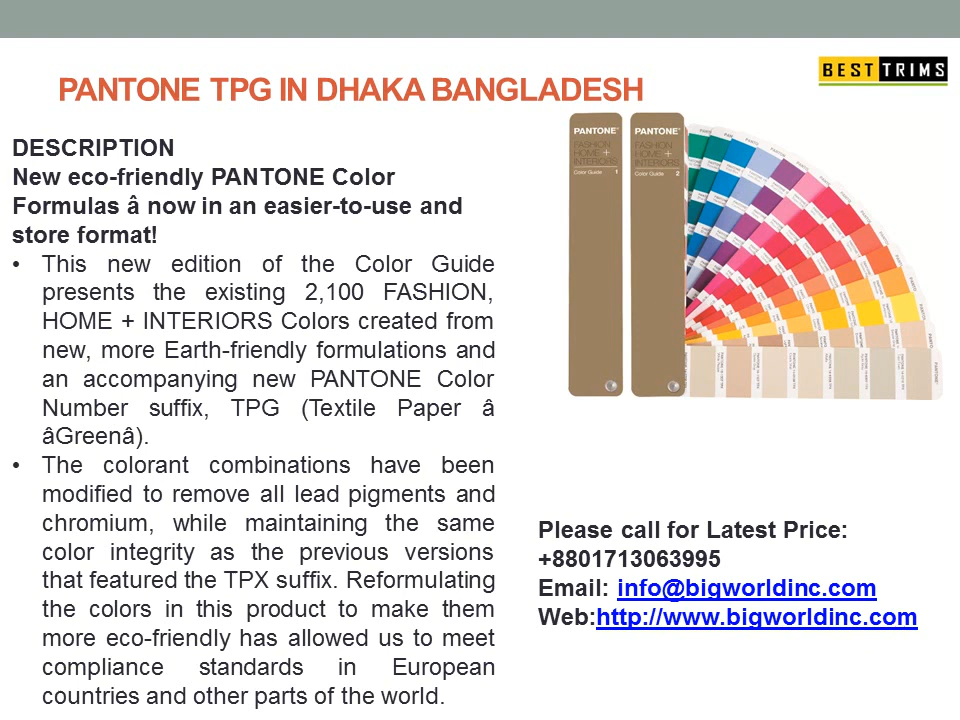 PANTONE TPG IN DHAKA BANGLADESH
BEST TRIMS
DESCRIPTION
New eco-friendly PANTONE Color
Formulas â now in an easier-to-use and
store format!
• This new edition of the Color Guide
presents the existing 2,100 FASHION,
HOME + INTERIORS Colors created from
new, more Earth-friendly formulations and
an accompanying new PANTONE Color
Number suffix, TPG (Textile Paper â
âGreenâ).
• The colorant combinations have been
modified to remove all lead pigments and
chromium, while maintaining the same
color integrity as the previous versions
that featured the TPX suffix. Reformulating
the colors in this product to make them
more eco-friendly has allowed us to meet
compliance standards in European
countries and other parts of the world.
PANTONE®
FASHION
HOME +
INTERIORS
Color Guide 1
PANTONE®
FASHION
HOME +
INTERIORS
Color Guide 2
Please call for Latest Price:
+8801713063995
Email: info@bigworldinc.com
Web:http://www.bigworldinc.com